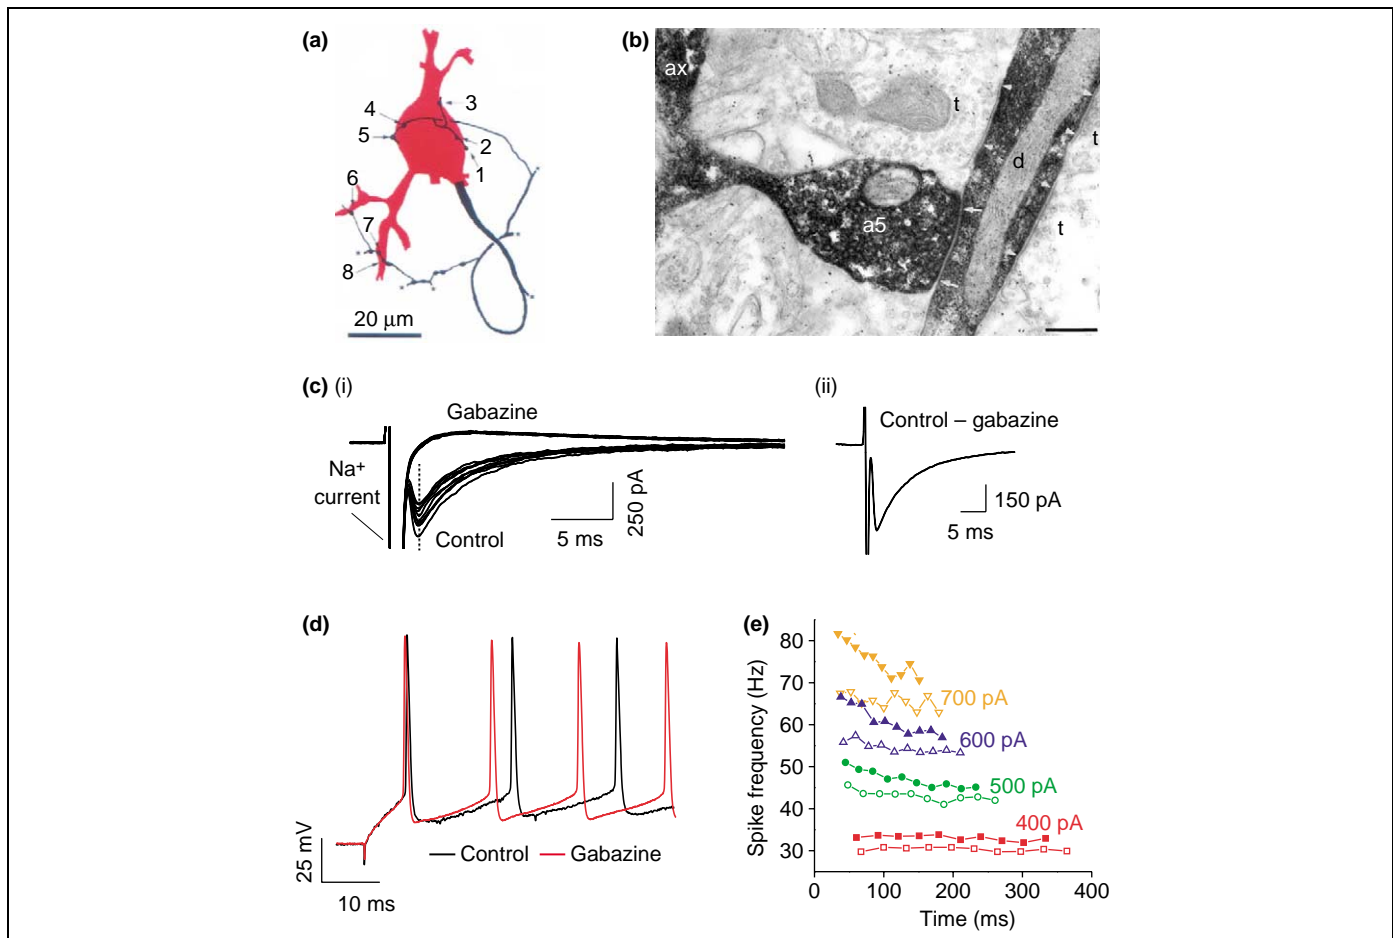 (a)
3
4
5
2
1
6
7
8
20 μm
(b)
ax
t
t
d
a5
t
(c) (i)
Gabazine
Na+
current
Control
5 ms
250 pA
(ii)
Control – gabazine
150 pA
5 ms
(d)
25 mV
10 ms
Control
Gabazine
(e)
Spike frequency (Hz)
80
70
60
50
40
30
700 pA
600 pA
500 pA
400 pA
0 100 200 300 400
Time (ms)